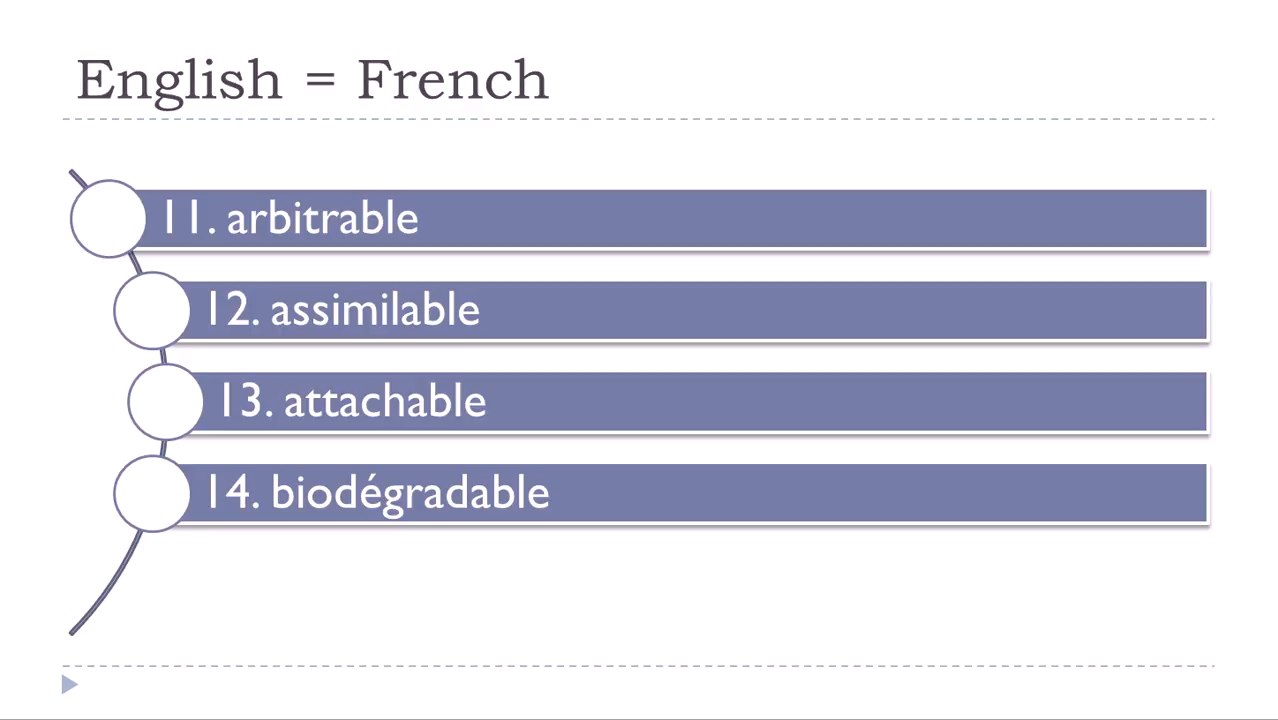 English = French
11. arbitrable
12. assimilable
13. attachable
14. biodégradable